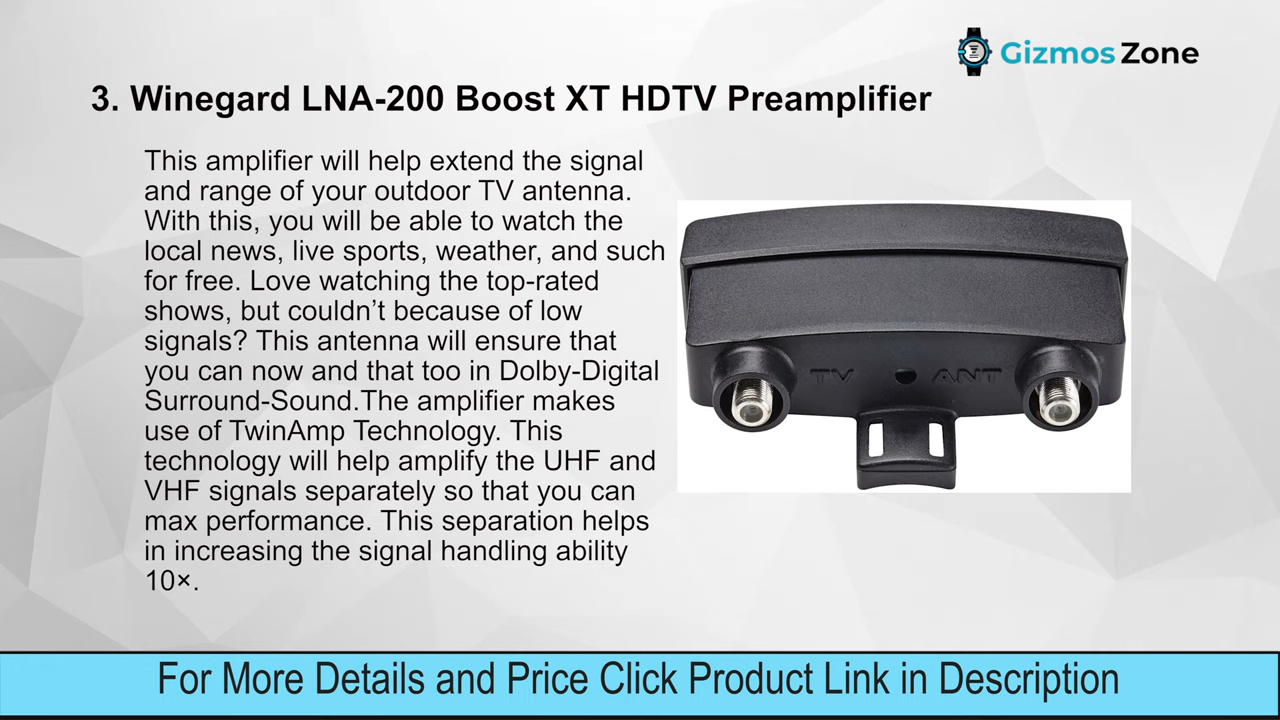 Gizmos Zone
3. Winegard LNA-200 Boost XT HDTV Preamplifier
This amplifier will help extend the signal
and range of your outdoor TV antenna.
With this, you will be able to watch the
local news, live sports, weather, and such
for free. Love watching the top-rated
shows, but couldn’t because of low
signals? This antenna will ensure that
you can now and that too in Dolby-Digital
Surround-Sound.The amplifier makes
use of TwinAmp Technology. This
technology will help amplify the UHF and
VHF signals separately so that you can
max performance. This separation helps
in increasing the signal handling ability
10×.
TV ANT
For More Details and Price Click Product Link in Description